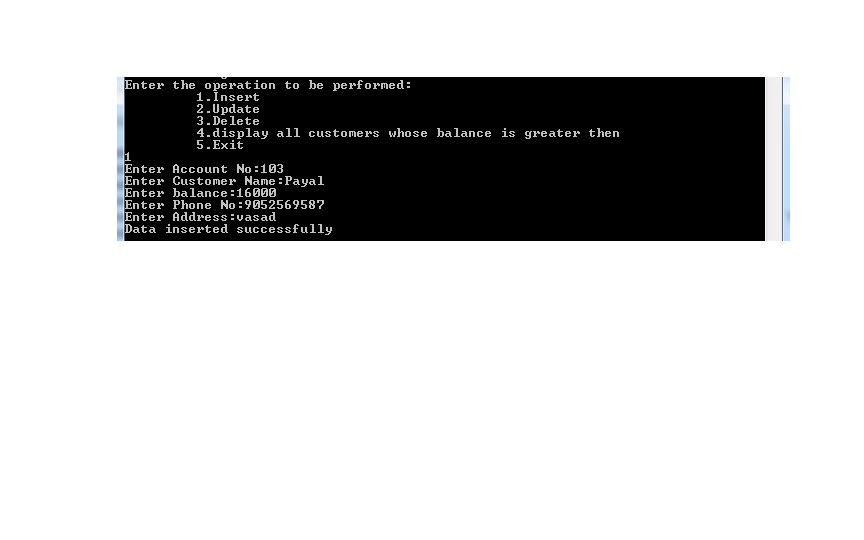 Enter the operation to be performed:
1.Insert
2.Update
3.Delete
4.display all customers whose balance is greater then
5.Exit
1
Enter Account No:103
Enter Customer Name:Payal
Enter balance:16000
Enter Phone No:9052569587
Enter Address:vasad
Data inserted successfully